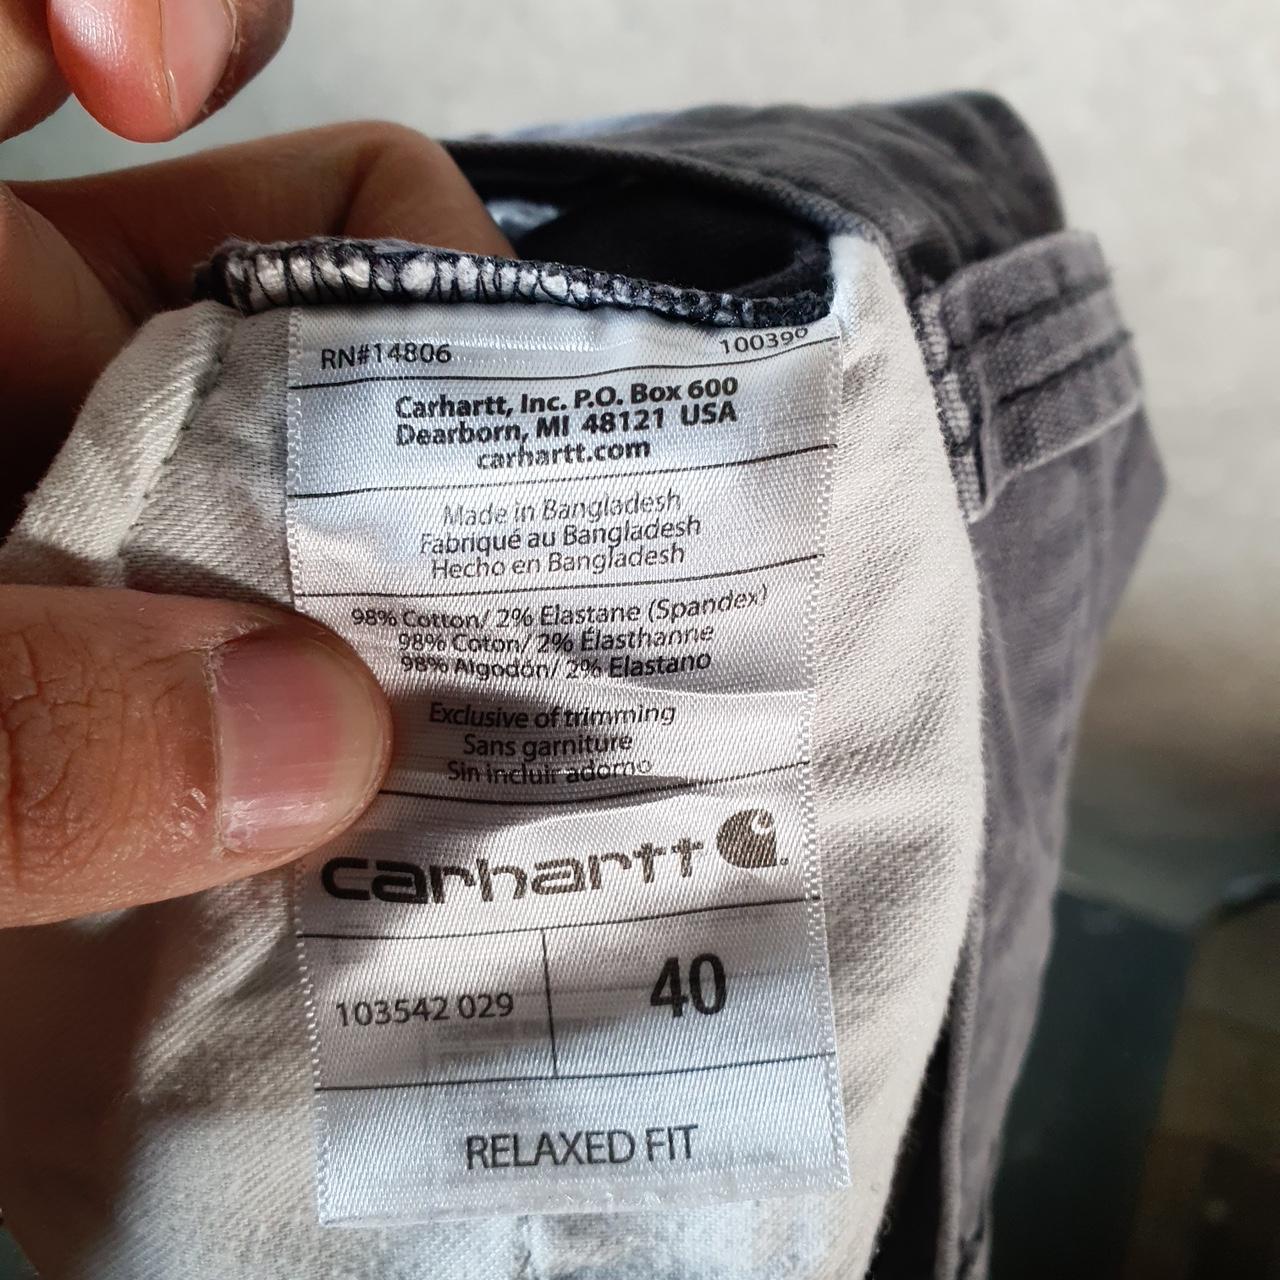 RN#14806
Carhartt, Inc. P.O. Box 600
Dearborn, MI 48121 USA
carhartt.com
Made in Bangladesh
Fabriqué au Bangladesh
Hecho en Bangladesh
98% Cotton/ 2% Elastane (Spandex)
98% Coton/ 2% Élasthanne
98% Algodón/ 2% Elastano
Exclusive of trimming
Sans garniture
Sin incluir adorno
carhartt
103542 029
40
RELAXED FIT